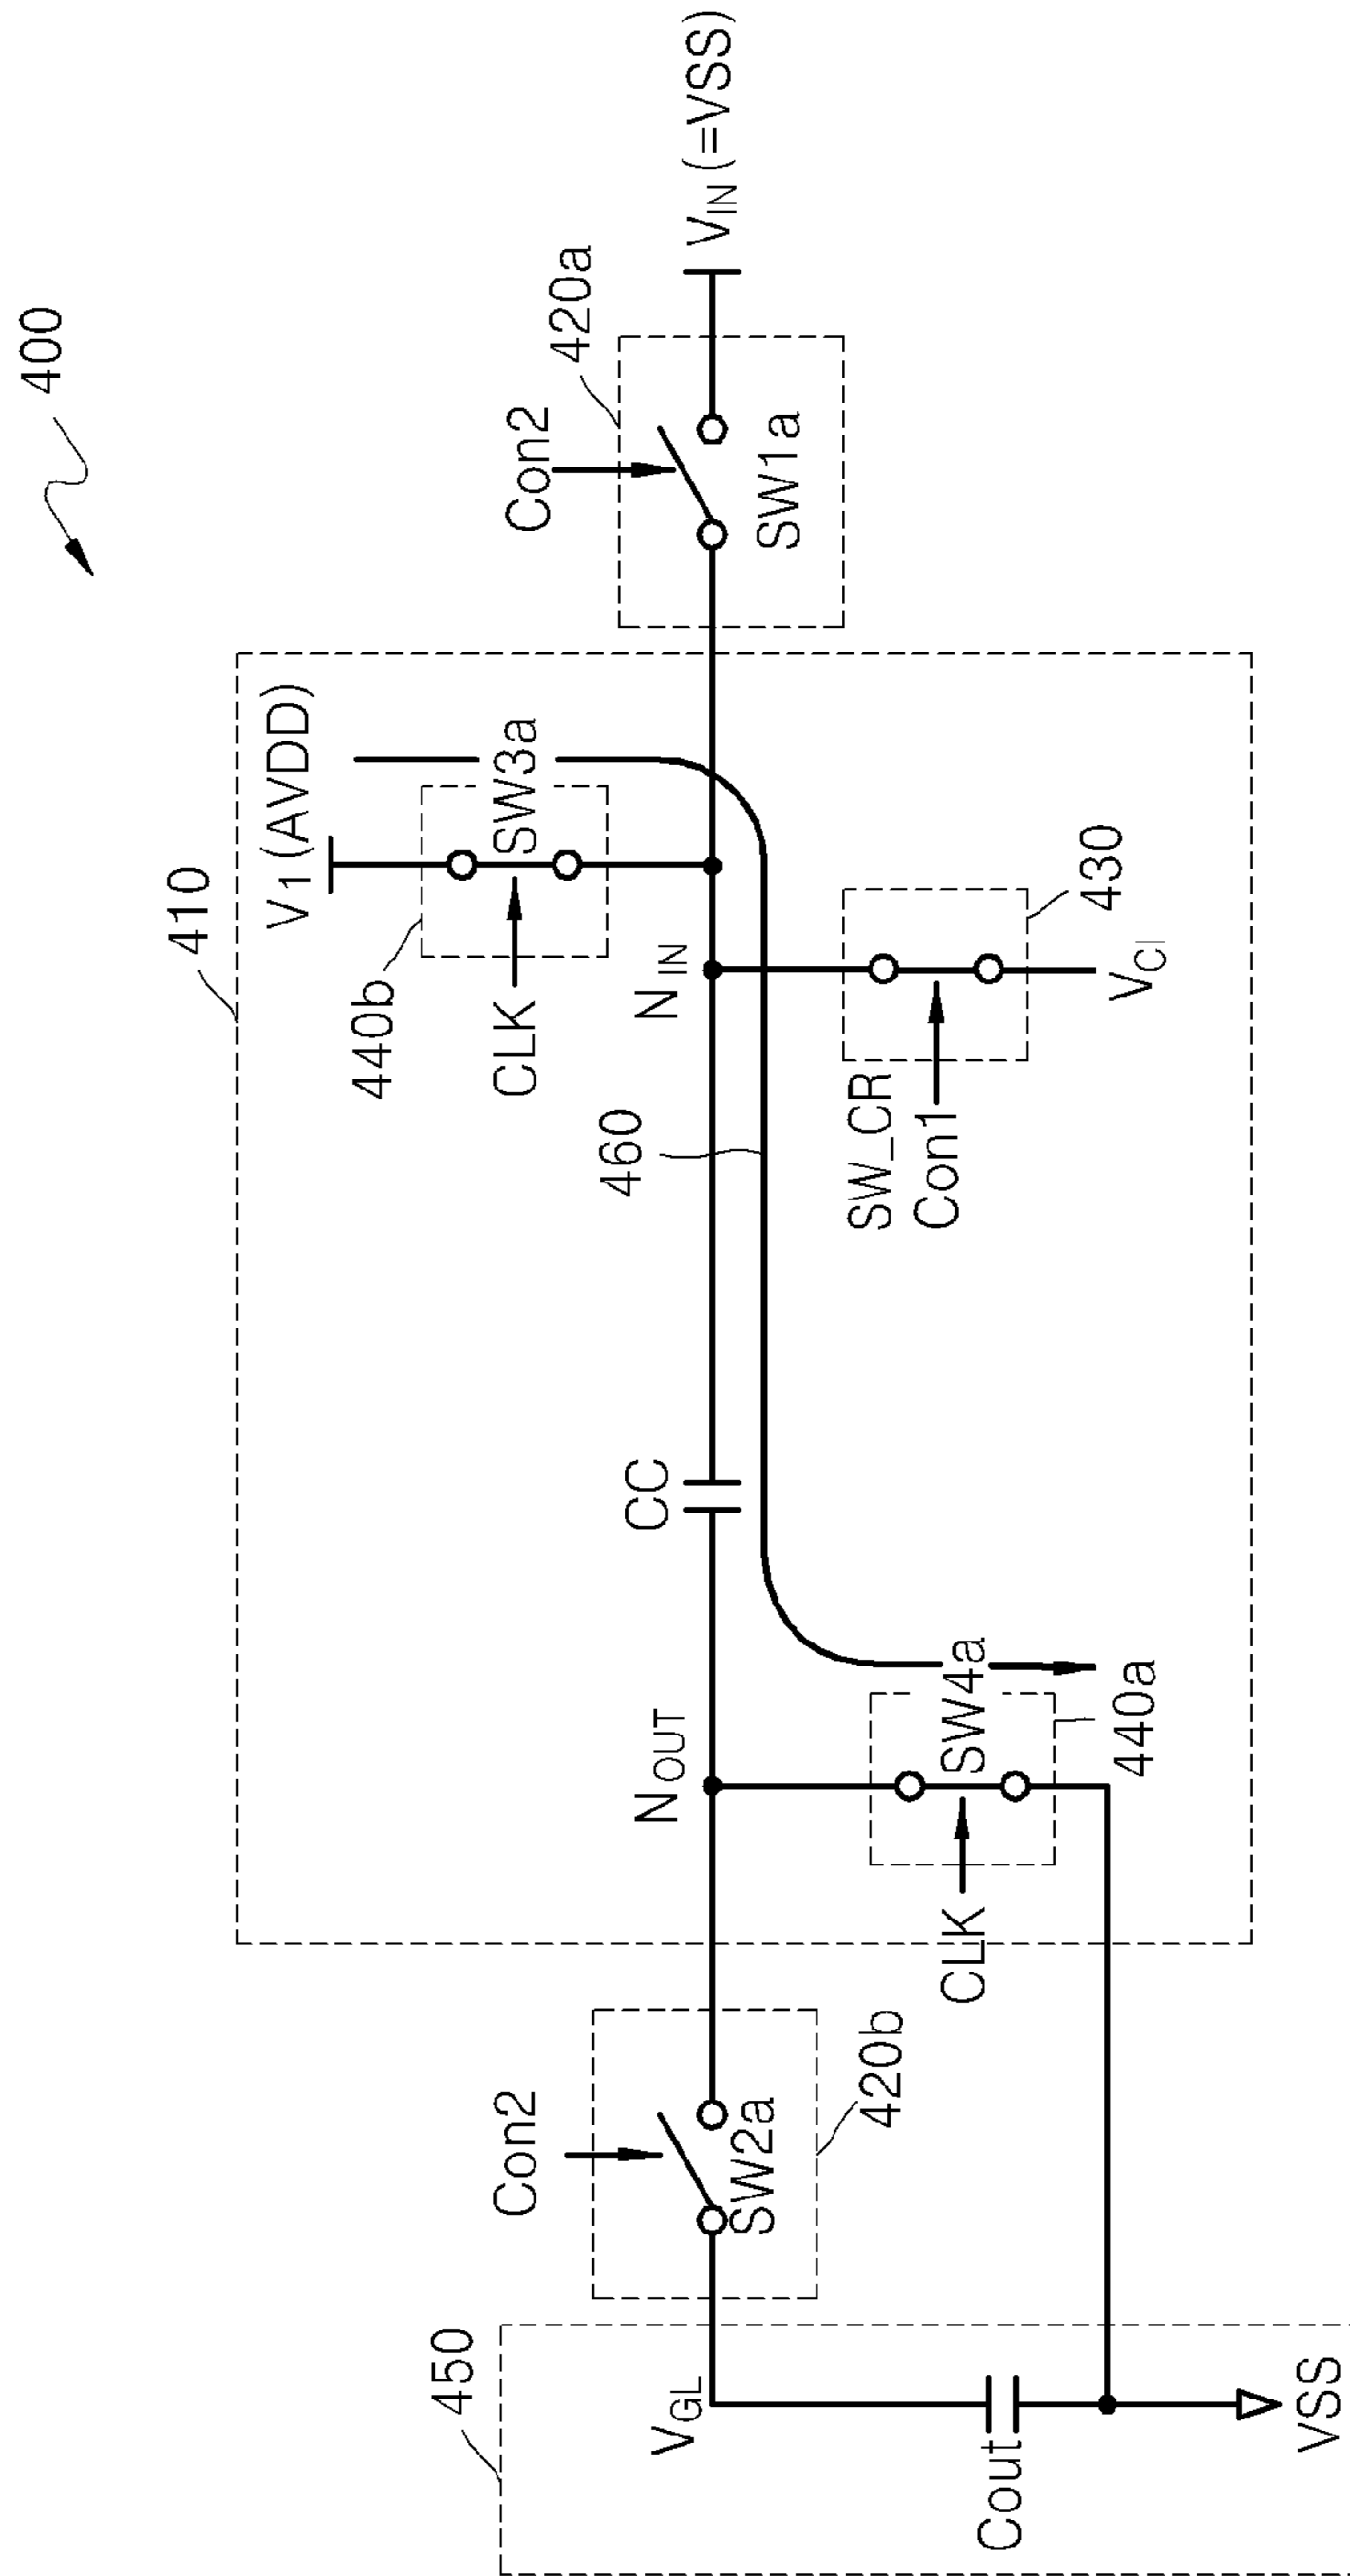 400
410
V1 (AVDD)
440b
SW3a
CLK
420a
Con2
SW1a
VIN (=VSS)
NIN
460
CC
SW_CR
Con1
430
VCI
NOUT
SW4a
CLK
440a
Con2
SW2a
420b
450
VGL
Cout
VSS